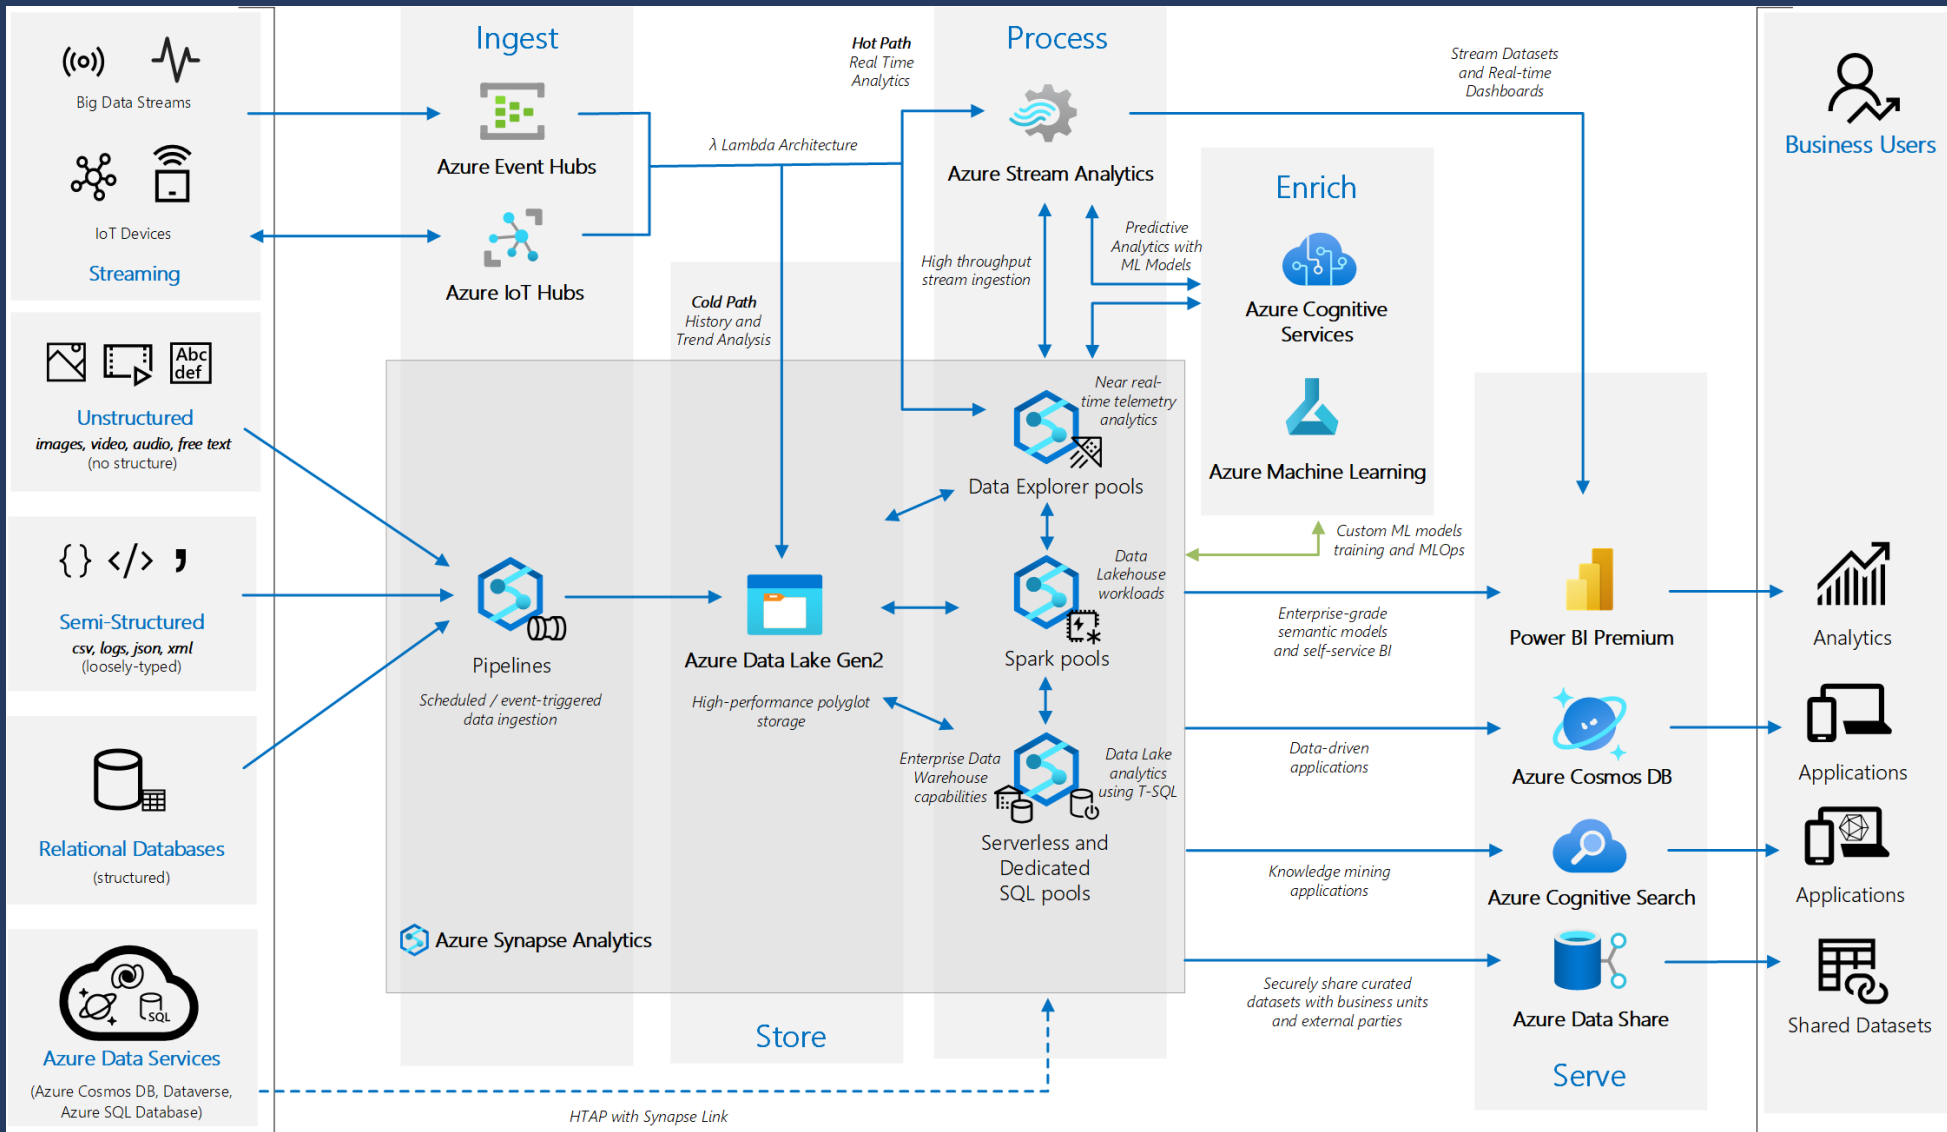 Big Data Streams
IoT Devices
Streaming
Abc
def
Unstructured
images, video, audio, free text
(no structure)
{} </> ,
Semi-Structured
csv, logs, json, xml
(loosely-typed)
Relational Databases
(structured)
SQL
Azure Data Services
(Azure Cosmos DB, Dataverse,
Azure SQL Database)
Ingest
Azure Event Hubs
Azure IoT Hubs
Pipelines
Scheduled / event-triggered
data ingestion
Azure Synapse Analytics
HTAP with Synapse Link
λ Lambda Architecture
Hot Path
Real Time
Analytics
Cold Path
History and
Trend Analysis
Azure Data Lake Gen2
High-performance polyglot
storage
Store
Process
Azure Stream Analytics
High throughput
stream ingestion
Predictive
Analytics with
ML Models
Near real-
time telemetry
analytics
Data Explorer pools
Data
Lakehouse
workloads
Spark pools
Enterprise Data
Warehouse
capabilities
Data Lake
analytics
using T-SQL
Serverless and
Dedicated
SQL pools
Enrich
Azure Cognitive
Services
Azure Machine Learning
Custom ML models
training and MLOps
Stream Datasets
and Real-time
Dashboards
Enterprise-grade
semantic models
and self-service BI
Data-driven
applications
Knowledge mining
applications
Securely share curated
datasets with business units
and external parties
Power BI Premium
Azure Cosmos DB
Azure Cognitive Search
Azure Data Share
Serve
Business Users
Analytics
Applications
Applications
Shared Datasets